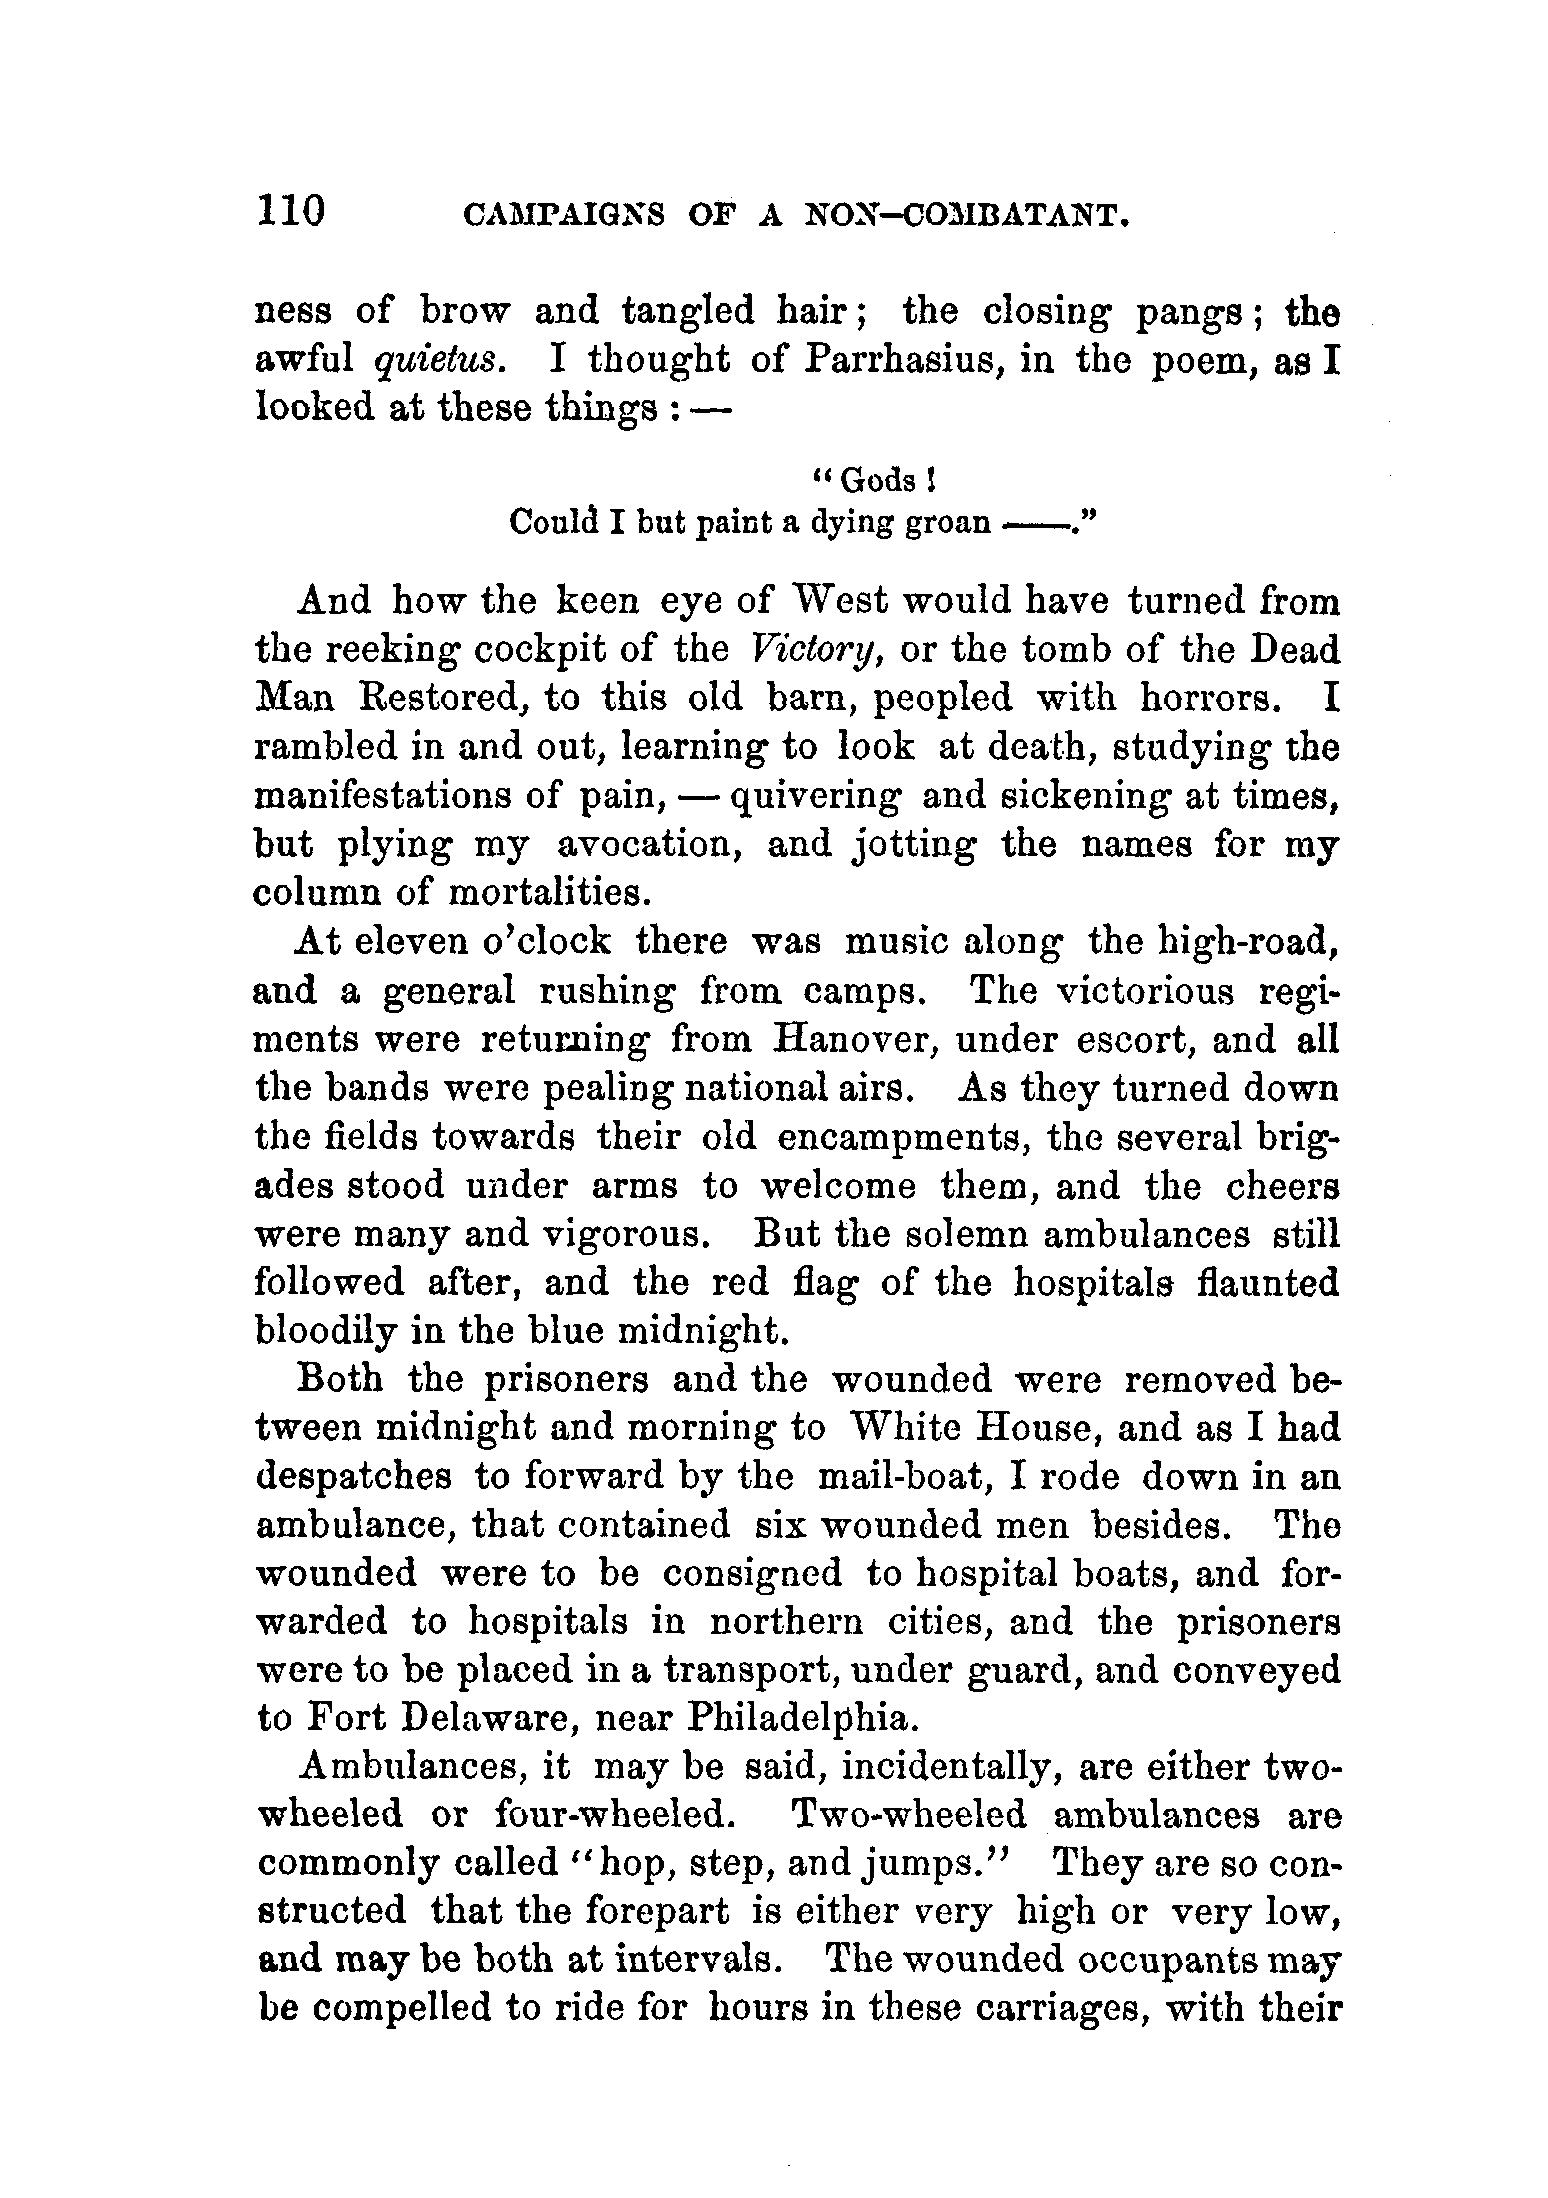 110 CAMPAIGNS OF A NON-COMBATANT.
ness of brow and tangled hair; the closing pangs; the
awful quietus. I thought of Parrhasius, in the poem, as I
looked at these things: —
"Gods!
Could I but paint a dying groan ——."
And how the keen eye of West would have turned from
the reeking cockpit of the Victory, or the tomb of the Dead
Man Restored, to this old barn, peopled with horrors. I
rambled in and out, learning to look at death, studying the
manifestations of pain, — quivering and sickening at times,
but plying my avocation, and jotting the names for my
column of mortalities.
At eleven o'clock there was music along the high-road,
and a general rushing from camps. The victorious regi-
ments were returning from Hanover, under escort, and all
the bands were pealing national airs. As they turned down
the fields towards their old encampments, the several brig-
ades stood under arms to welcome them, and the cheers
were many and vigorous. But the solemn ambulances still
followed after, and the red flag of the hospitals flaunted
bloodily in the blue midnight.
Both the prisoners and the wounded were removed be-
tween midnight and morning to White House, and as I had
despatches to forward by the mail-boat, I rode down in an
ambulance, that contained six wounded men besides. The
wounded were to be consigned to hospital boats, and for-
warded to hospitals in northern cities, and the prisoners
were to be placed in a transport, under guard, and conveyed
to Fort Delaware, near Philadelphia.
Ambulances, it may be said, incidentally, are either two-
wheeled or four-wheeled. Two-wheeled ambulances are
commonly called "hop, step, and jumps." They are so con-
structed that the forepart is either very high or very low,
and may be both at intervals. The wounded occupants may
be compelled to ride for hours in these carriages, with their